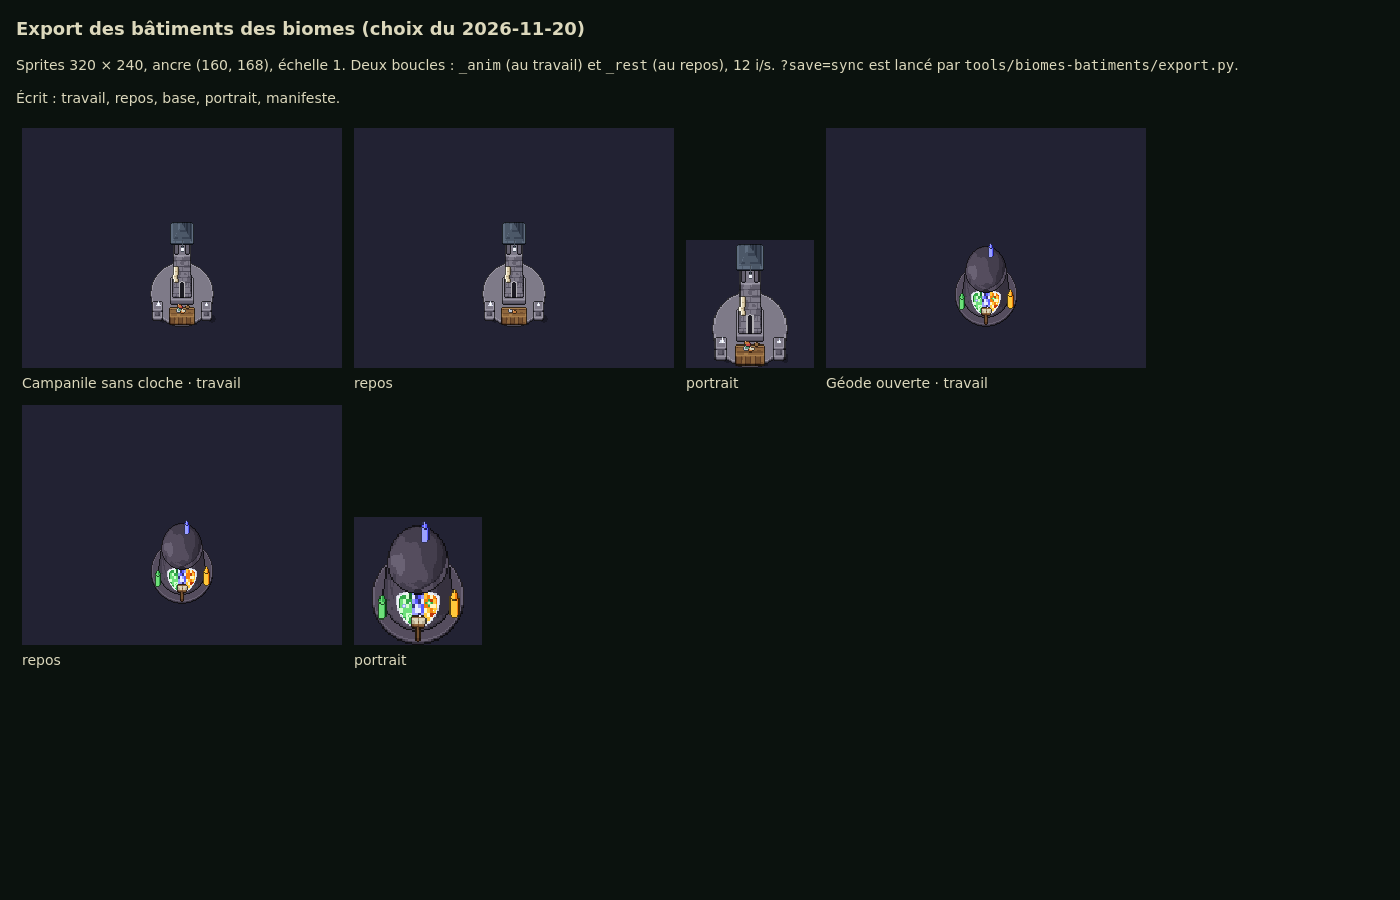 Export des bâtiments des biomes (choix du 2026-11-20)
Sprites 320 × 240, ancre (160, 168), échelle 1. Deux boucles : _anim (au travail) et _rest (au repos), 12 i/s. ?save=sync est lancé par tools/biomes-batiments/export.py.
Écrit : travail, repos, base, portrait, manifeste.
Campanile sans cloche · travail
repos
portrait
Géode ouverte · travail
repos
portrait